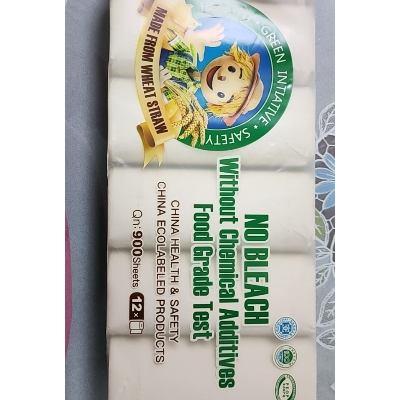 GREEN INTIATIVE · SAFETY
MADE FROM WHEAT STRAW
NO BLEACH
Without Chemical Additives
Food Grade Test
CHINA HEALTH & SAFETY
CHINA ECOLABELED PRODUCTS
Qn: 900Sheets
12×